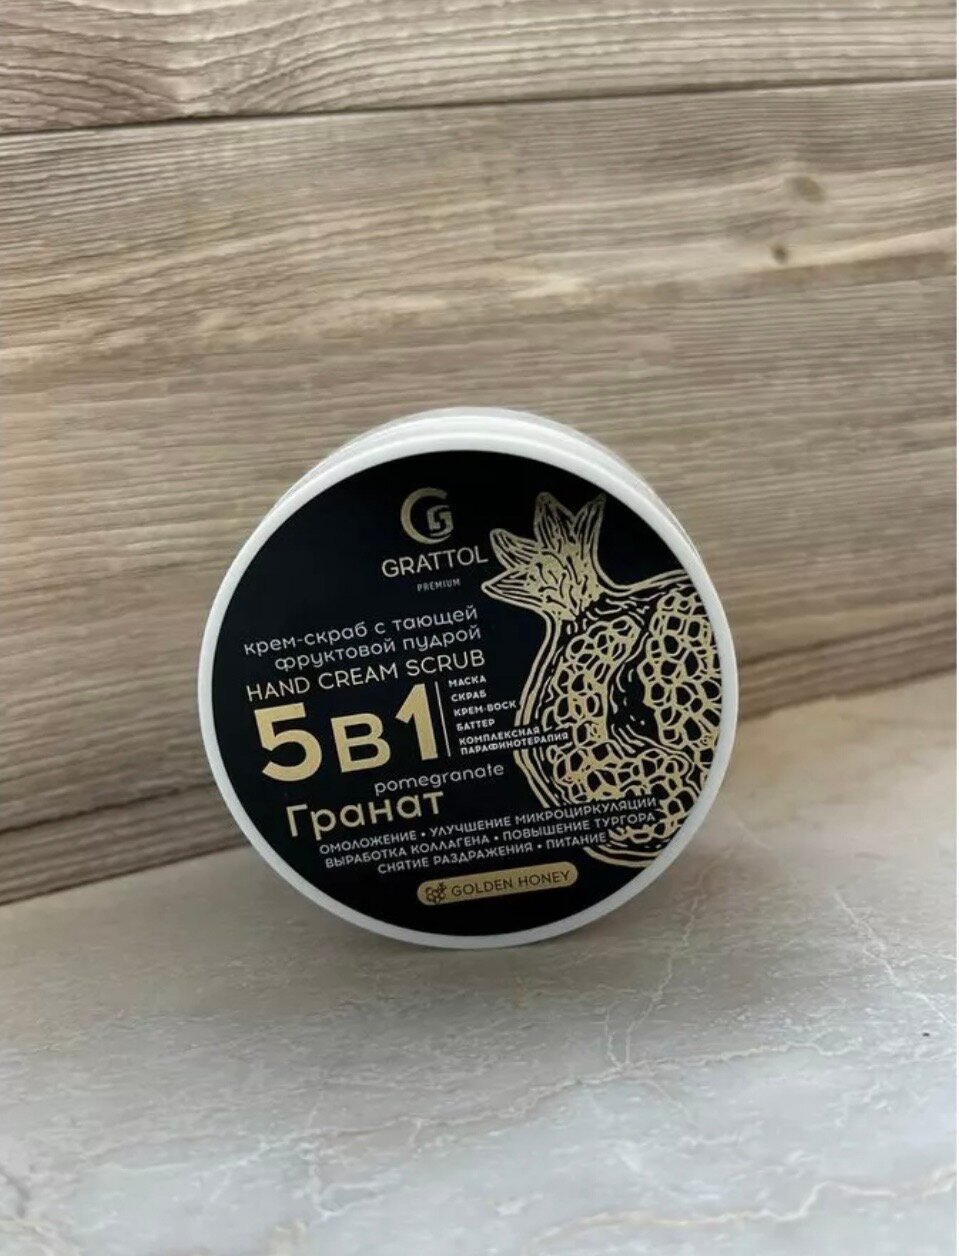 GRATTOL
PREMIUM
крем-скраб с тающей
фруктовой пудрой
HAND CREAM SCRUB
5в1
МАСКА
СКРАБ
КРЕМ-ВОСК
БАТТЕР
КОМПЛЕКСНАЯ
ПАРАФИНОТЕРАПИЯ
pomegranate
Гранат
ОМОЛОЖЕНИЕ • УЛУЧШЕНИЕ МИКРОЦИРКУЛЯЦИИ
ВЫРАБОТКА КОЛЛАГЕНА • ПОВЫШЕНИЕ ТУРГОРА
СНЯТИЕ РАЗДРАЖЕНИЯ • ПИТАНИЕ
GOLDEN HONEY